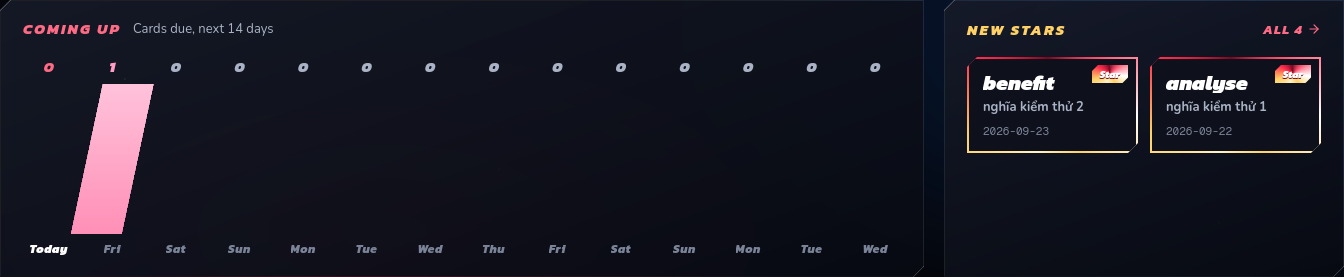 COMING UP Cards due, next 14 days
0 1 0 0 0 0 0 0 0 0 0 0 0 0
Today Fri Sat Sun Mon Tue Wed Thu Fri Sat Sun Mon Tue Wed
NEW STARS ALL 4 →
benefit Star
nghĩa kiểm thử 2
2026-09-23
analyse Star
nghĩa kiểm thử 1
2026-09-22